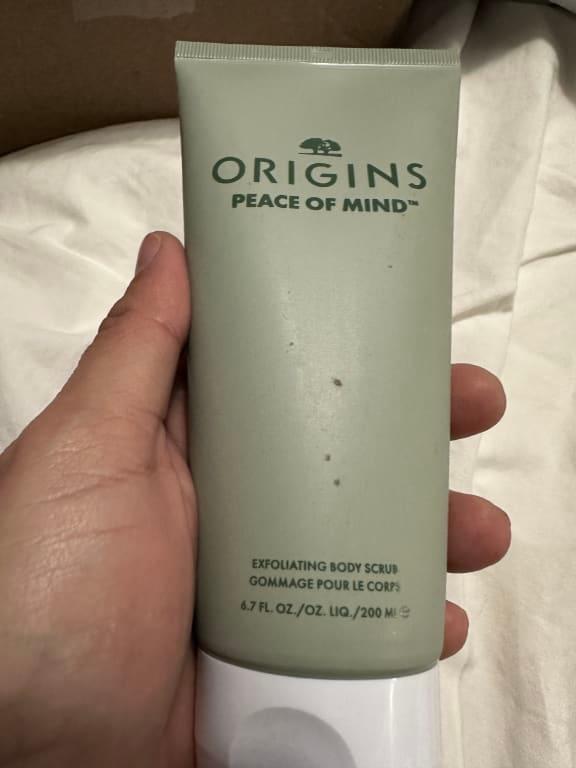 ORIGINS
PEACE OF MIND™
EXFOLIATING BODY SCRUB
GOMMAGE POUR LE CORPS
6.7 FL. OZ./OZ. LIQ./200 ML ℮